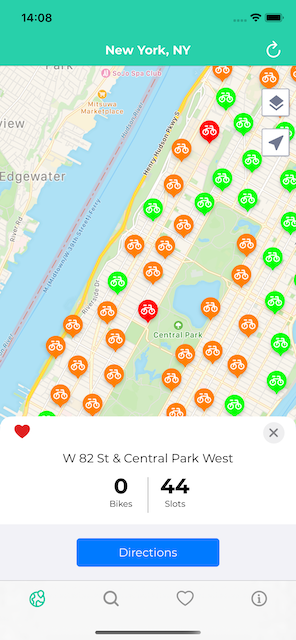 14:08
New York, NY
Park
Soco Spa Club
Mitsuwa
Marketplace
view
Edgewater
Henry Hudson Pkwy S
River Rd
Riverside Dr
Central Park
W 82 St & Central Park West
0
44
Bikes
Slots
Directions